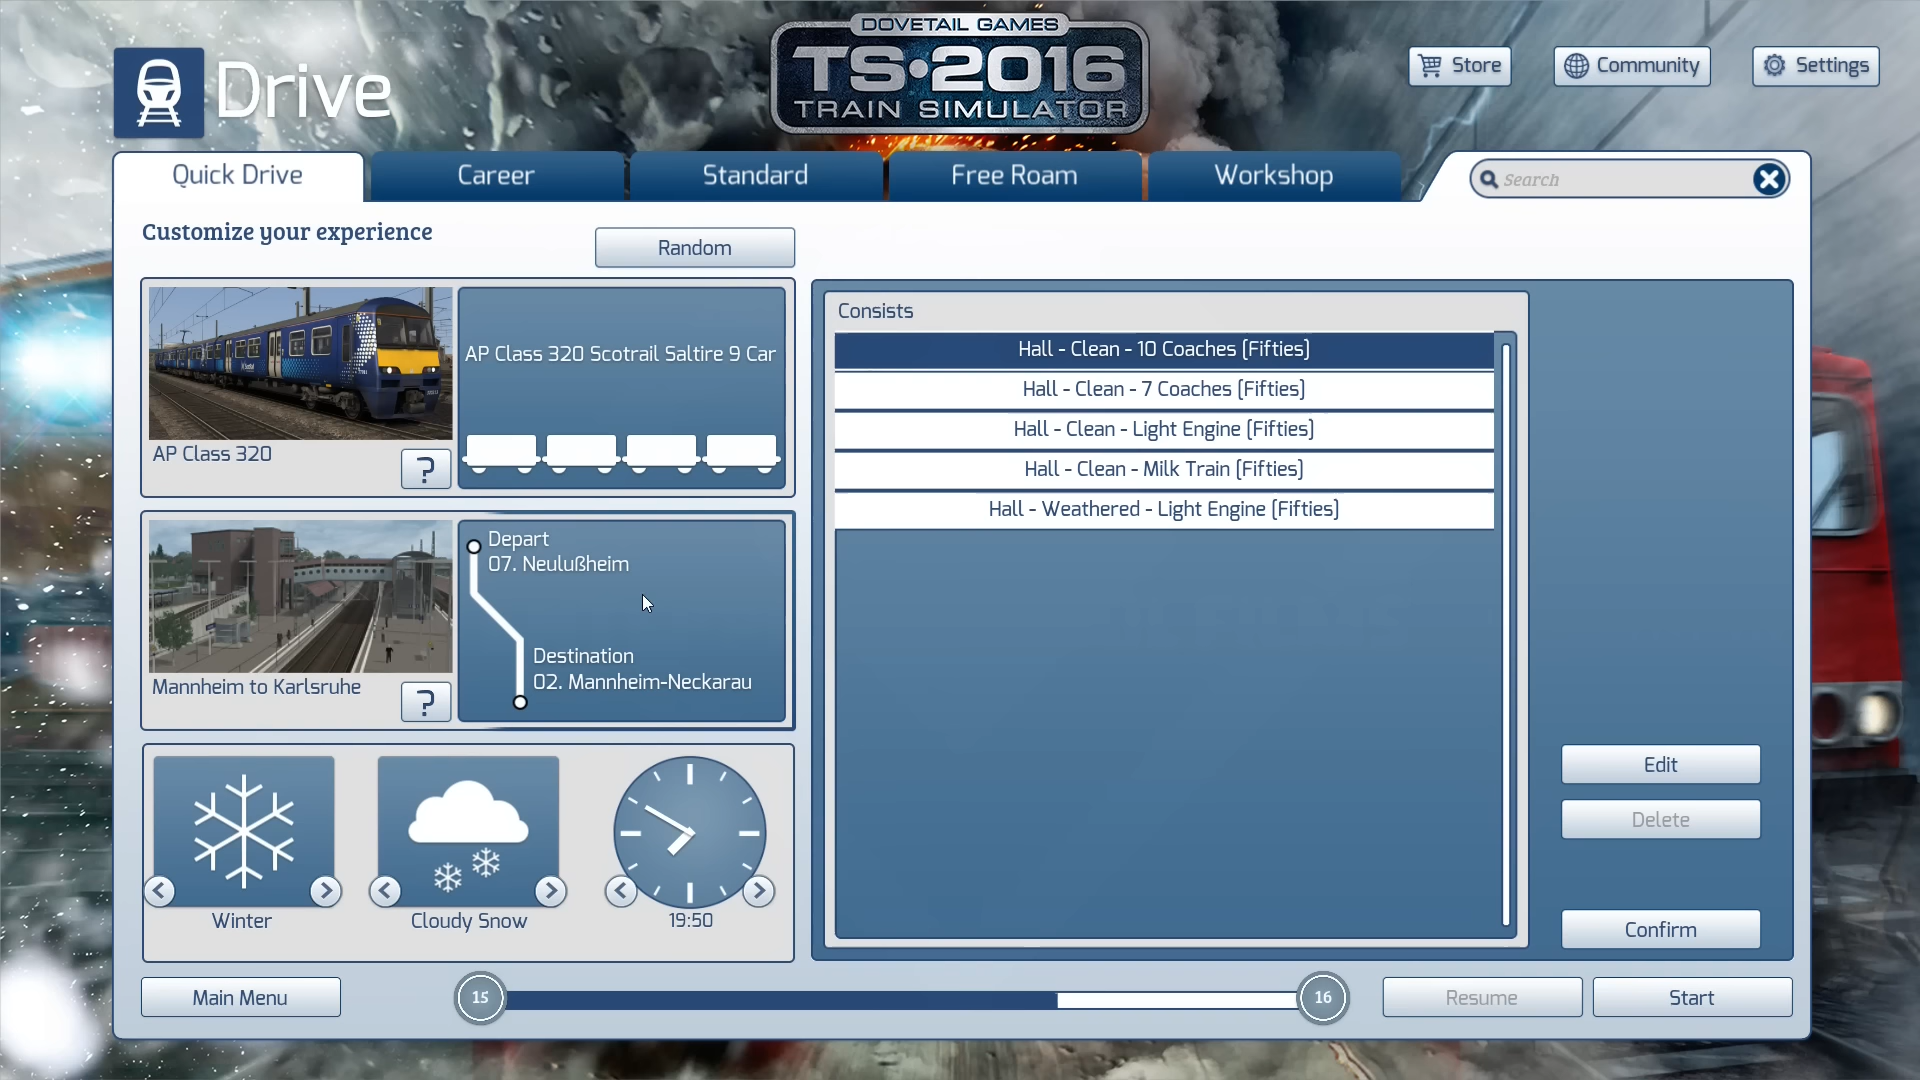 DOVETAIL GAMES
TS·2016
TRAIN SIMULATOR
Drive
Store
Community
Settings
Quick Drive
Career
Standard
Free Roam
Workshop
Search
Customize your experience
Random
AP Class 320
?
AP Class 320 Scotrail Saltire 9 Car
Mannheim to Karlsruhe
?
Depart
07. Neulußheim
Destination
02. Mannheim-Neckarau
Winter
Cloudy Snow
19:50
Consists
Hall - Clean - 10 Coaches [Fifties]
Hall - Clean - 7 Coaches [Fifties]
Hall - Clean - Light Engine [Fifties]
Hall - Clean - Milk Train [Fifties]
Hall - Weathered - Light Engine [Fifties]
Edit
Delete
Confirm
Main Menu
15
16
Resume
Start